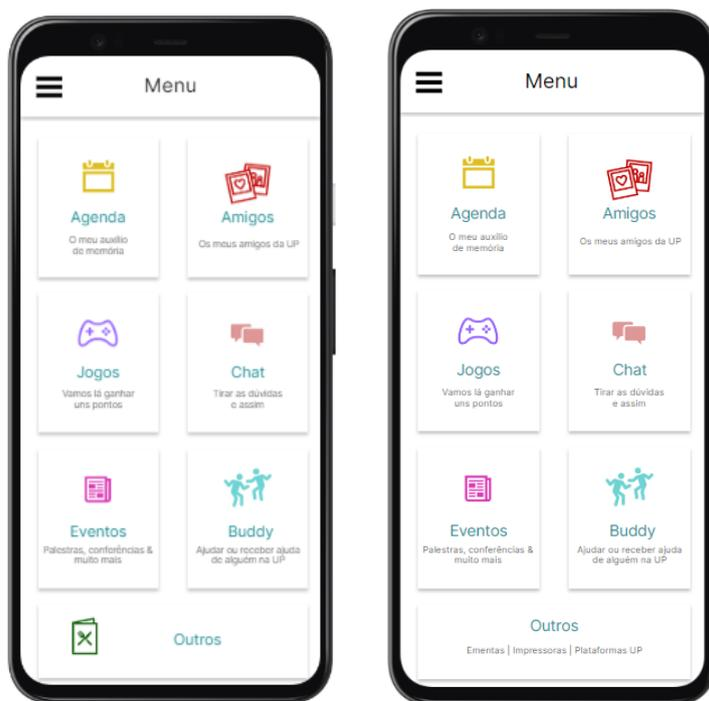 Menu
Agenda
O meu auxílio
de memória
Amigos
Os meus amigos da UP
Jogos
Vamos lá ganhar
uns pontos
Chat
Tirar as dúvidas
e assim
Eventos
Palestras, conferências &
muito mais
Buddy
Ajudar ou receber ajuda
de alguém na UP
Outros
Menu
Agenda
O meu auxílio
de memória
Amigos
Os meus amigos da UP
Jogos
Vamos lá ganhar
uns pontos
Chat
Tirar as dúvidas
e assim
Eventos
Palestras, conferências &
muito mais
Buddy
Ajudar ou receber ajuda
de alguém na UP
Outros
Ementas | Impressoras | Plataformas UP